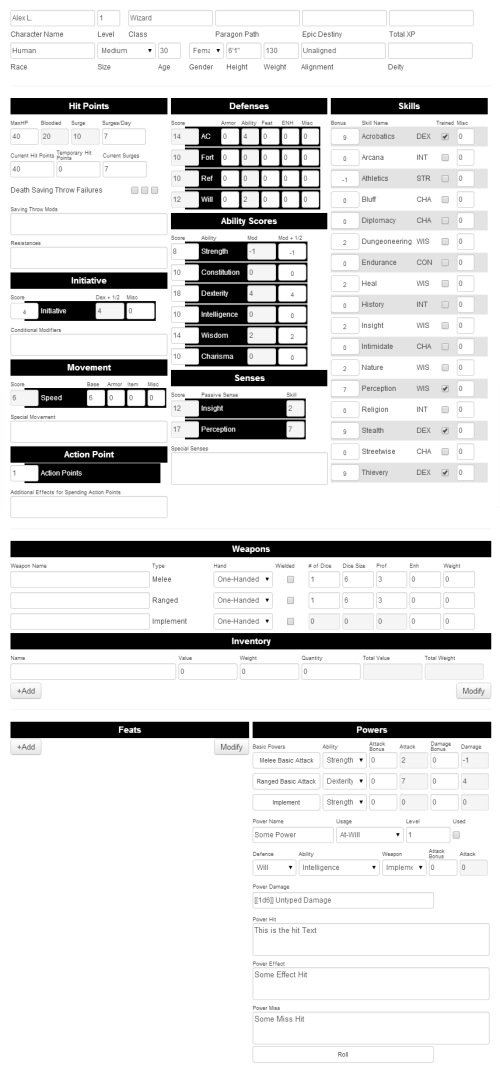 Alex L. 1 Wizard
Character Name Level Class Paragon Path Epic Destiny Total XP
Human Medium 30 Fema 6'1" 130 Unaligned
Race Size Age Gender Height Weight Alignment Deity
Hit Points
MaxHP Bloodied Surge Surges/Day
40 20 10 7
Current Hit Points Temporary Hit Points Current Surges
40 0 7
Death Saving Throw Failures
Saving Throw Mods
Resistances
Initiative
Score Dex + 1/2 Misc
4 Initiative 4 0
Conditional Modifiers
Movement
Score Base Armor Item Misc
6 Speed 6 0 0 0
Special Movement
Action Point
1 Action Points
Additional Effects for Spending Action Points
Defenses
Score Armor Ability Feat ENH Misc
14 AC 0 4 0 0 0
10 Fort 0 0 0 0 0
10 Ref 0 0 0 0 0
12 Will 0 2 0 0 0
Ability Scores
Score Ability Mod Mod + 1/2
8 Strength -1 -1
10 Constitution 0 0
18 Dexterity 4 4
10 Intelligence 0 0
14 Wisdom 2 2
10 Charisma 0 0
Senses
Score Passive Sense Skill
12 Insight 2
17 Perception 7
Special Senses
Skills
Bonus Skill Name Trained Misc
9 Acrobatics DEX 0
0 Arcana INT 0
-1 Athletics STR 0
0 Bluff CHA 0
0 Diplomacy CHA 0
2 Dungeoneering WIS 0
0 Endurance CON 0
2 Heal WIS 0
0 History INT 0
2 Insight WIS 0
0 Intimidate CHA 0
2 Nature WIS 0
7 Perception WIS 0
0 Religion INT 0
9 Stealth DEX 0
0 Streetwise CHA 0
9 Thievery DEX 0
Weapons
Weapon Name Type Hand Wielded # of Dice Dice Size Prof Enh Weight
Melee One-Handed 1 6 3 0 0
Ranged One-Handed 1 6 3 0 0
Implement One-Handed 0 0 0 0 0
Inventory
Name Value Weight Quantity Total Value Total Weight
0 0 0
+Add Modify
Feats
+Add Modify
Powers
Basic Powers Ability Attack Bonus Attack Damage Bonus Damage
Melee Basic Attack Strength 0 2 0 -1
Ranged Basic Attack Dexterity 0 7 0 4
Implement Strength 0 0 0 0
Power Name Usage Level Used
Some Power At-Will 1
Defence Ability Weapon Attack Bonus Attack
Will Intelligence Impleme 0 0
Power Damage
[[1d6]] Untyped Damage
Power Hit
This is the hit Text
Power Effect
Some Effect Hit
Power Miss
Some Miss Hit
Roll